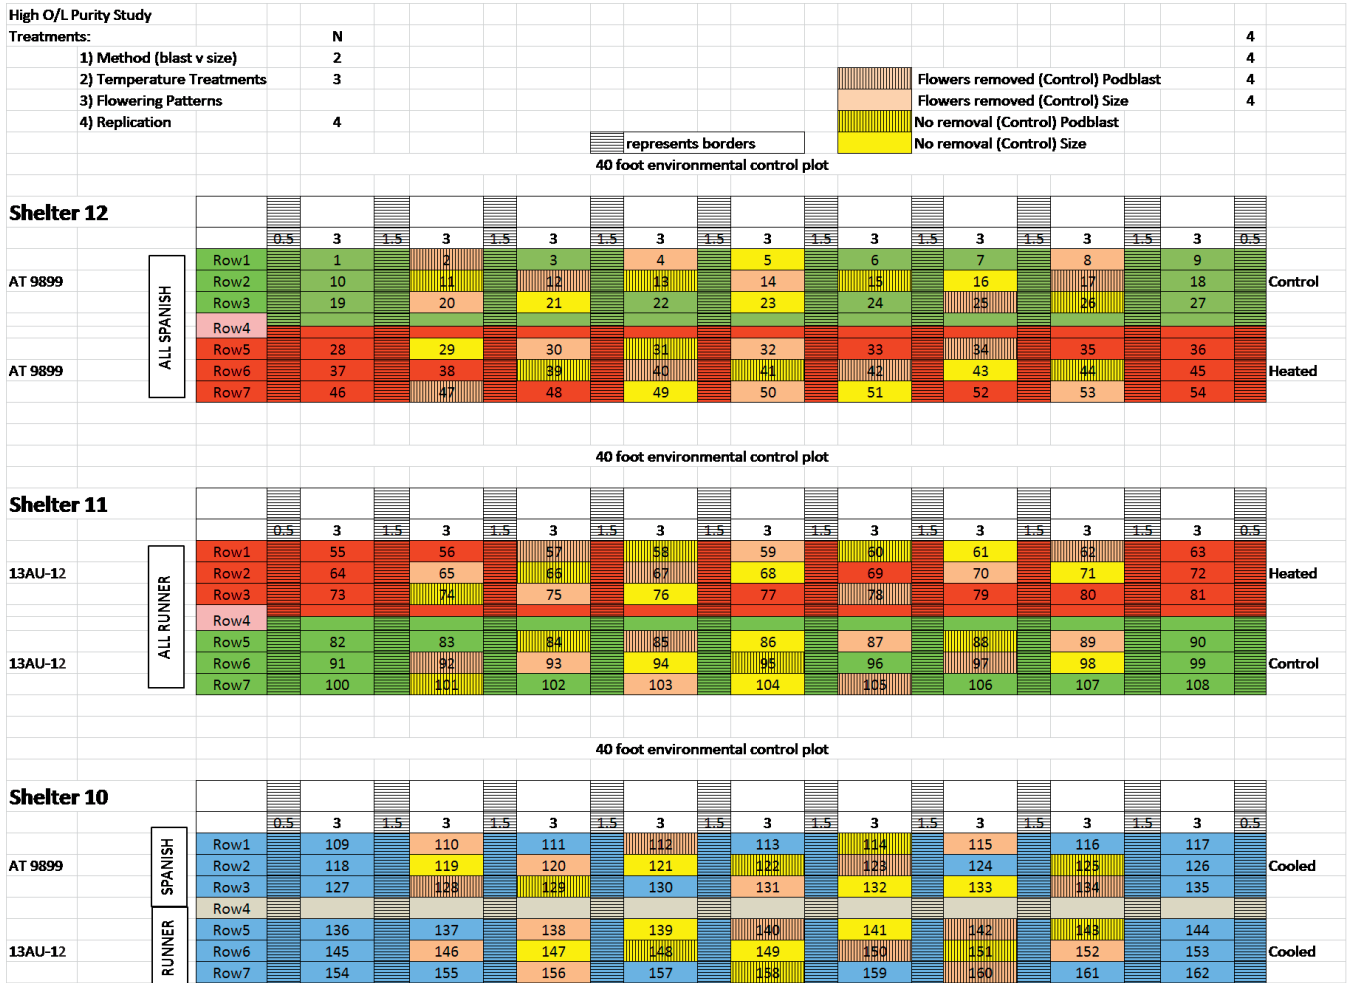 High O/L Purity Study
Treatments: N 4
1) Method (blast v size) 2 4
2) Temperature Treatments 3 Flowers removed (Control) Podblast 4
3) Flowering Patterns Flowers removed (Control) Size 4
4) Replication 4 No removal (Control) Podblast
represents borders No removal (Control) Size
40 foot environmental control plot
Shelter 12
0.5 3 1.5 3 1.5 3 1.5 3 1.5 3 1.5 3 1.5 3 1.5 3 1.5 3 0.5
Row1 1 2 3 4 5 6 7 8 9
AT 9899 ALL SPANISH Row2 10 11 12 13 14 15 16 17 18 Control
Row3 19 20 21 22 23 24 25 26 27
Row4
Row5 28 29 30 31 32 33 34 35 36
AT 9899 Row6 37 38 39 40 41 42 43 44 45 Heated
Row7 46 47 48 49 50 51 52 53 54
40 foot environmental control plot
Shelter 11
0.5 3 1.5 3 1.5 3 1.5 3 1.5 3 1.5 3 1.5 3 1.5 3 1.5 3 0.5
Row1 55 56 57 58 59 60 61 62 63
13AU-12 ALL RUNNER Row2 64 65 66 67 68 69 70 71 72 Heated
Row3 73 74 75 76 77 78 79 80 81
Row4
Row5 82 83 84 85 86 87 88 89 90
13AU-12 Row6 91 92 93 94 95 96 97 98 99 Control
Row7 100 101 102 103 104 105 106 107 108
40 foot environmental control plot
Shelter 10
0.5 3 1.5 3 1.5 3 1.5 3 1.5 3 1.5 3 1.5 3 1.5 3 1.5 3 0.5
Row1 109 110 111 112 113 114 115 116 117
AT 9899 SPANISH Row2 118 119 120 121 122 123 124 125 126 Cooled
Row3 127 128 129 130 131 132 133 134 135
Row4
Row5 136 137 138 139 140 141 142 143 144
13AU-12 RUNNER Row6 145 146 147 148 149 150 151 152 153 Cooled
Row7 154 155 156 157 158 159 160 161 162